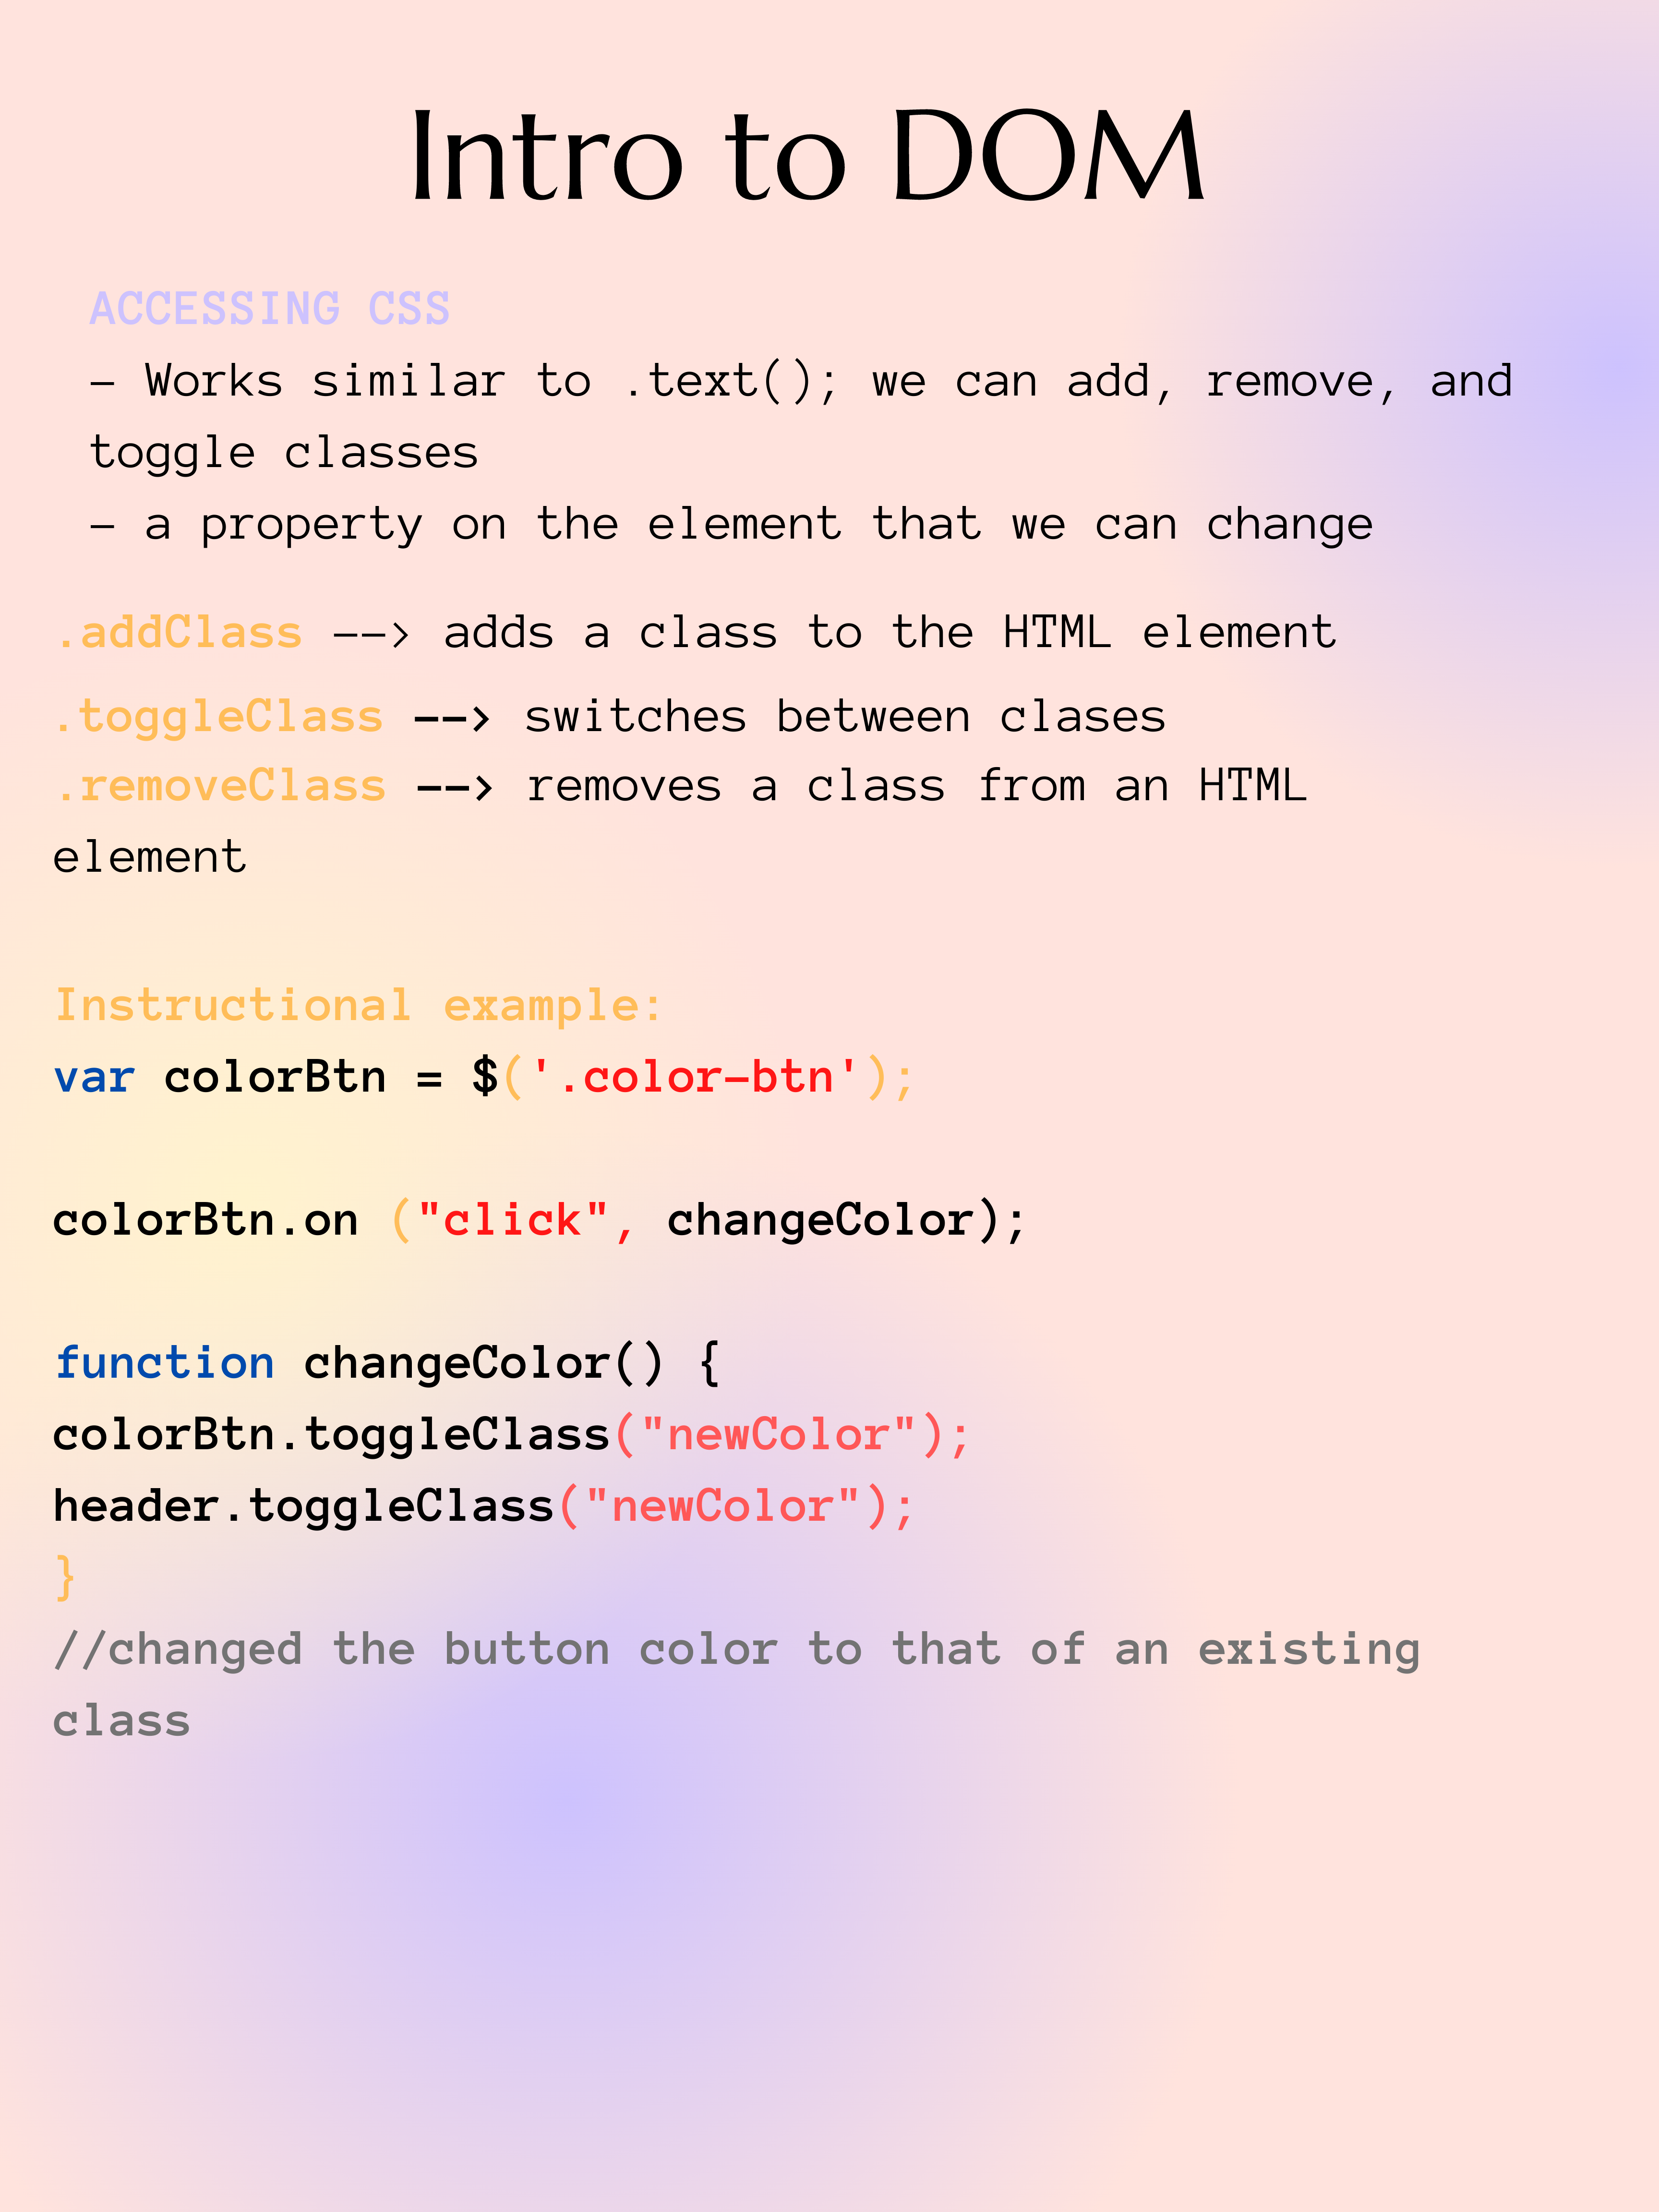 Intro to DOM
ACCESSING CSS
- Works similar to .text(); we can add, remove, and
toggle classes
- a property on the element that we can change
.addClass --> adds a class to the HTML element
.toggleClass --> switches between clases
.removeClass --> removes a class from an HTML
element
Instructional example:
var colorBtn = $('.color-btn');
colorBtn.on ("click", changeColor);
function changeColor() {
colorBtn.toggleClass("newColor");
header.toggleClass("newColor");
}
//changed the button color to that of an existing
class